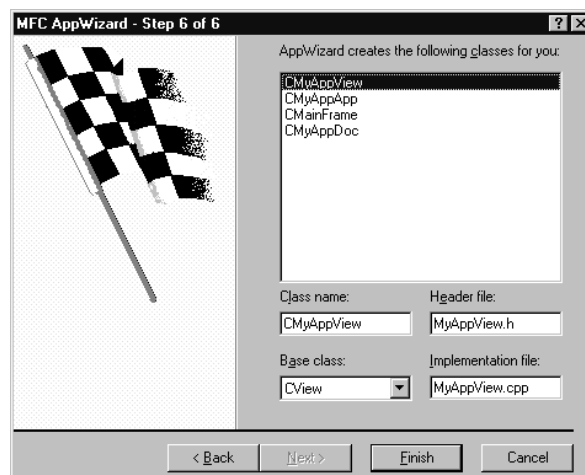 MFC AppWizard - Step 6 of 6
AppWizard creates the following classes for you:
CMyAppView
CMyAppApp
CMainFrame
CMyAppDoc
Class name:
Header file:
CMyAppView
MyAppView.h
Base class:
Implementation file:
CView
MyAppView.cpp
< Back
Next >
Finish
Cancel